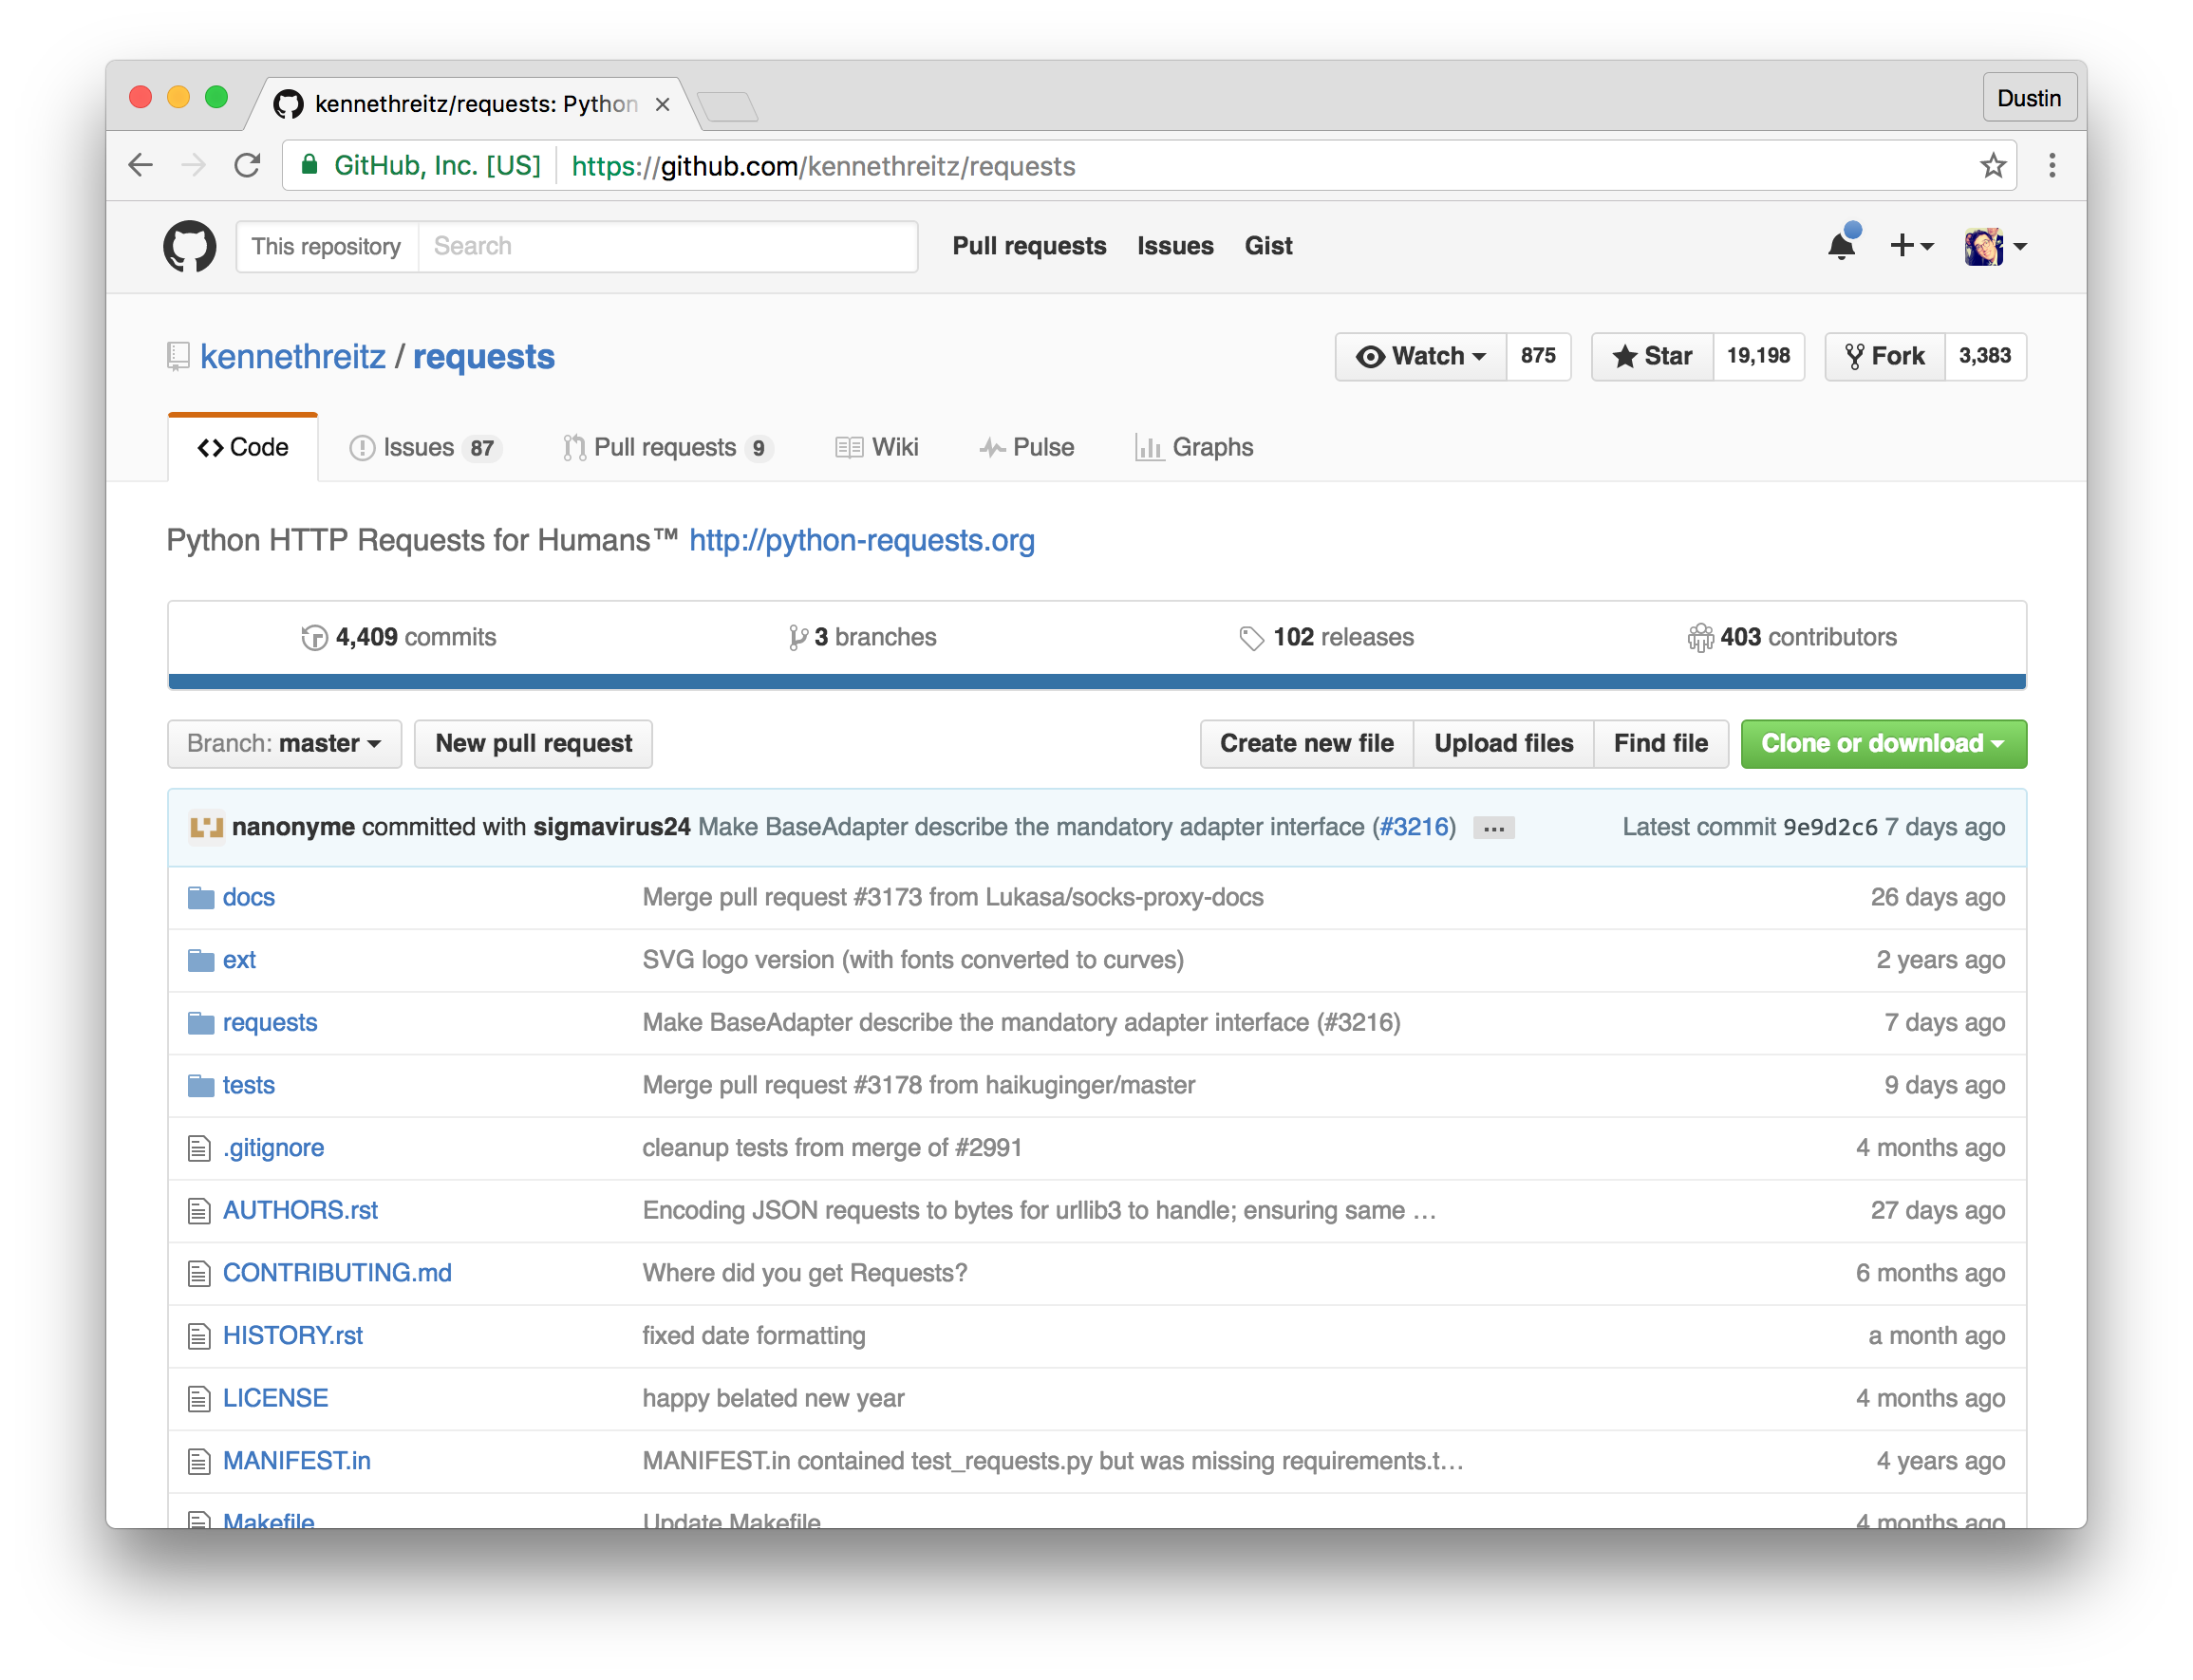 kennethreitz/requests: Python
Dustin
GitHub, Inc. [US] https://github.com/kennethreitz/requests
This repository Search Pull requests Issues Gist
kennethreitz / requests Watch 875 Star 19,198 Fork 3,383
Code Issues 87 Pull requests 9 Wiki Pulse Graphs
Python HTTP Requests for Humans™ http://python-requests.org
4,409 commits 3 branches 102 releases 403 contributors
Branch: master New pull request Create new file Upload files Find file Clone or download
nanonyme committed with sigmavirus24 Make BaseAdapter describe the mandatory adapter interface (#3216) ... Latest commit 9e9d2c6 7 days ago
docs Merge pull request #3173 from Lukasa/socks-proxy-docs 26 days ago
ext SVG logo version (with fonts converted to curves) 2 years ago
requests Make BaseAdapter describe the mandatory adapter interface (#3216) 7 days ago
tests Merge pull request #3178 from haikuginger/master 9 days ago
.gitignore cleanup tests from merge of #2991 4 months ago
AUTHORS.rst Encoding JSON requests to bytes for urllib3 to handle; ensuring same … 27 days ago
CONTRIBUTING.md Where did you get Requests? 6 months ago
HISTORY.rst fixed date formatting a month ago
LICENSE happy belated new year 4 months ago
MANIFEST.in MANIFEST.in contained test_requests.py but was missing requirements.t… 4 years ago
Makefile Update Makefile 4 months ago